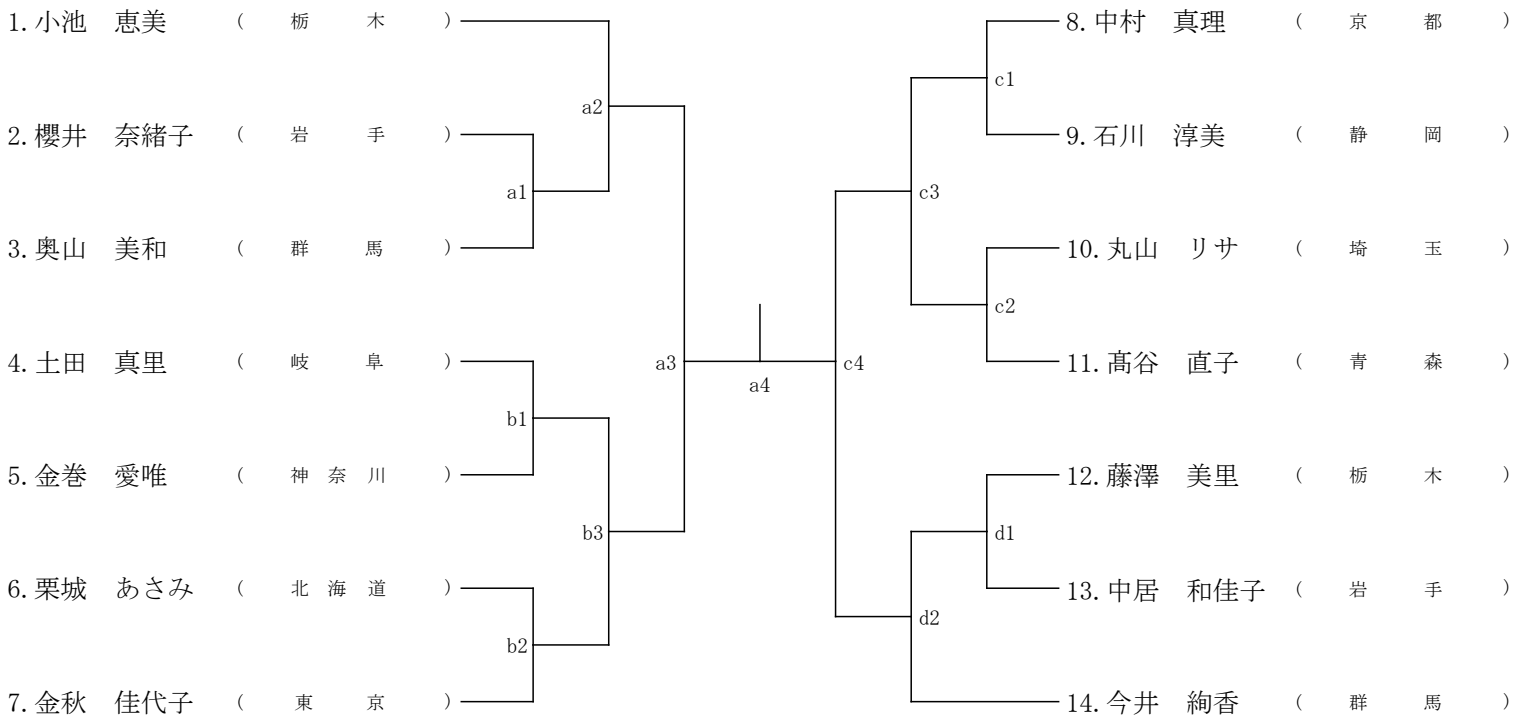 1.小池　恵美　（栃木）
a2
2.櫻井　奈緒子　（岩手）
a1
3.奥山　美和　（群馬）
4.土田　真里　（岐阜）
b1
5.金巻　愛唯　（神奈川）
b3
6.栗城　あさみ　（北海道）
b2
7.金秋　佳代子　（東京）
a3
a4
c4
8.中村　真理　（京都）
c1
9.石川　淳美　（静岡）
c3
10.丸山　リサ　（埼玉）
c2
11.髙谷　直子　（青森）
12.藤澤　美里　（栃木）
d1
13.中居　和佳子　（岩手）
d2
14.今井　絢香　（群馬）